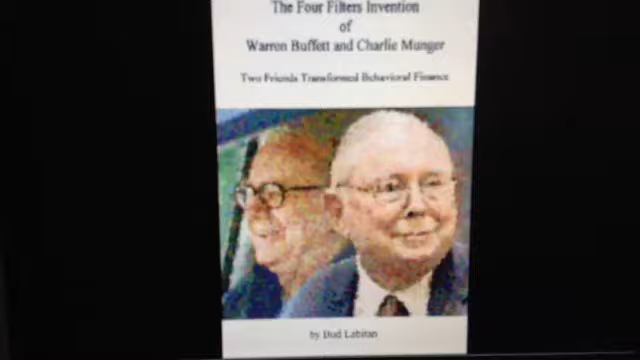 The Four Filters Invention
of
Warren Buffett and Charlie Munger
Two Friends Transformed Behavioral Finance
by Bud Labitan